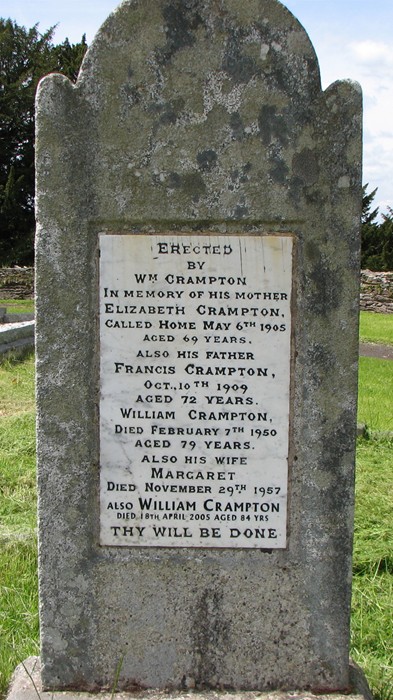 ERECTED
BY
WM CRAMPTON
IN MEMORY OF HIS MOTHER
ELIZABETH CRAMPTON,
CALLED HOME MAY 6TH 1905
AGED 69 YEARS.
ALSO HIS FATHER
FRANCIS CRAMPTON,
OCT., 10TH 1909
AGED 72 YEARS.
WILLIAM CRAMPTON,
DIED FEBRUARY 7TH 1950
AGED 79 YEARS.
ALSO HIS WIFE
MARGARET
DIED NOVEMBER 29TH 1957
ALSO WILLIAM CRAMPTON
DIED 18TH APRIL 2005 AGED 84 YRS
THY WILL BE DONE